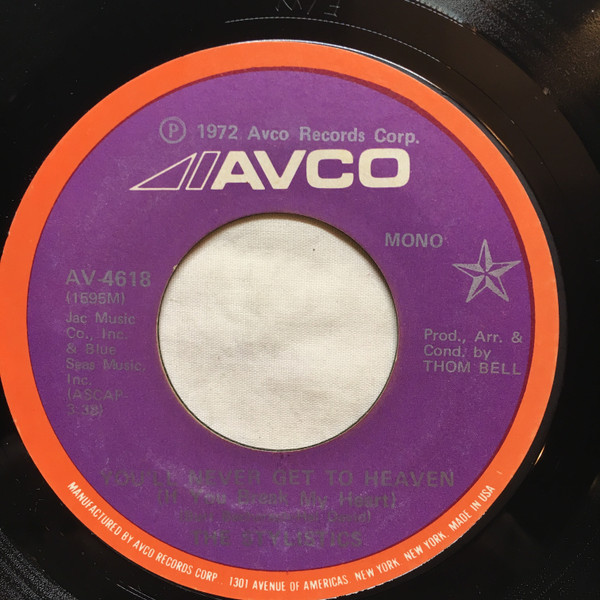 Ⓟ 1972 Avco Records Corp.
AVCO
MONO
AV-4618
(1595M)
Jac Music
Co., Inc.
& Blue
Seas Music,
Inc.
(ASCAP
3:38)
Prod., Arr. &
Cond. by
THOM BELL
YOU'LL NEVER GET TO HEAVEN
(If You Break My Heart)
THE STYLISTICS
MANUFACTURED BY AVCO RECORDS CORP., 1301 AVENUE OF AMERICAS, NEW YORK, NEW YORK, MADE IN USA